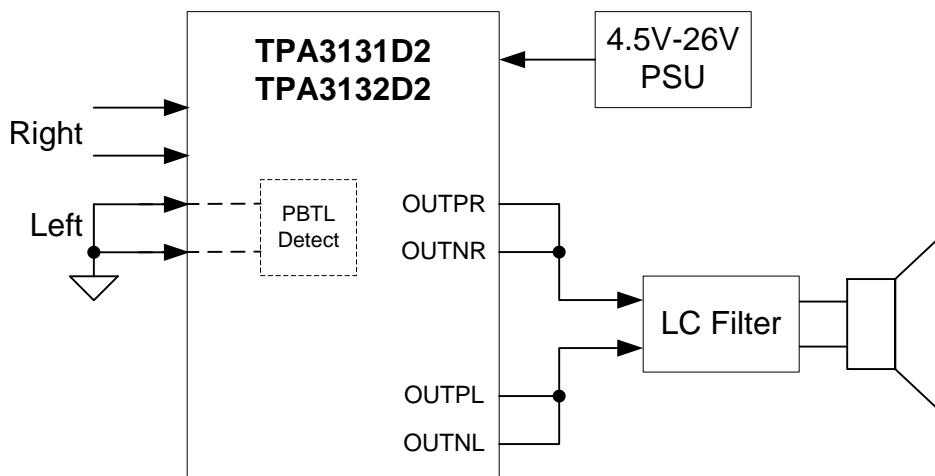 TPA3131D2
TPA3132D2
4.5V-26V
PSU
Right
Left
PBTL
Detect
OUTPR
OUTNR
LC Filter
OUTPL
OUTNL